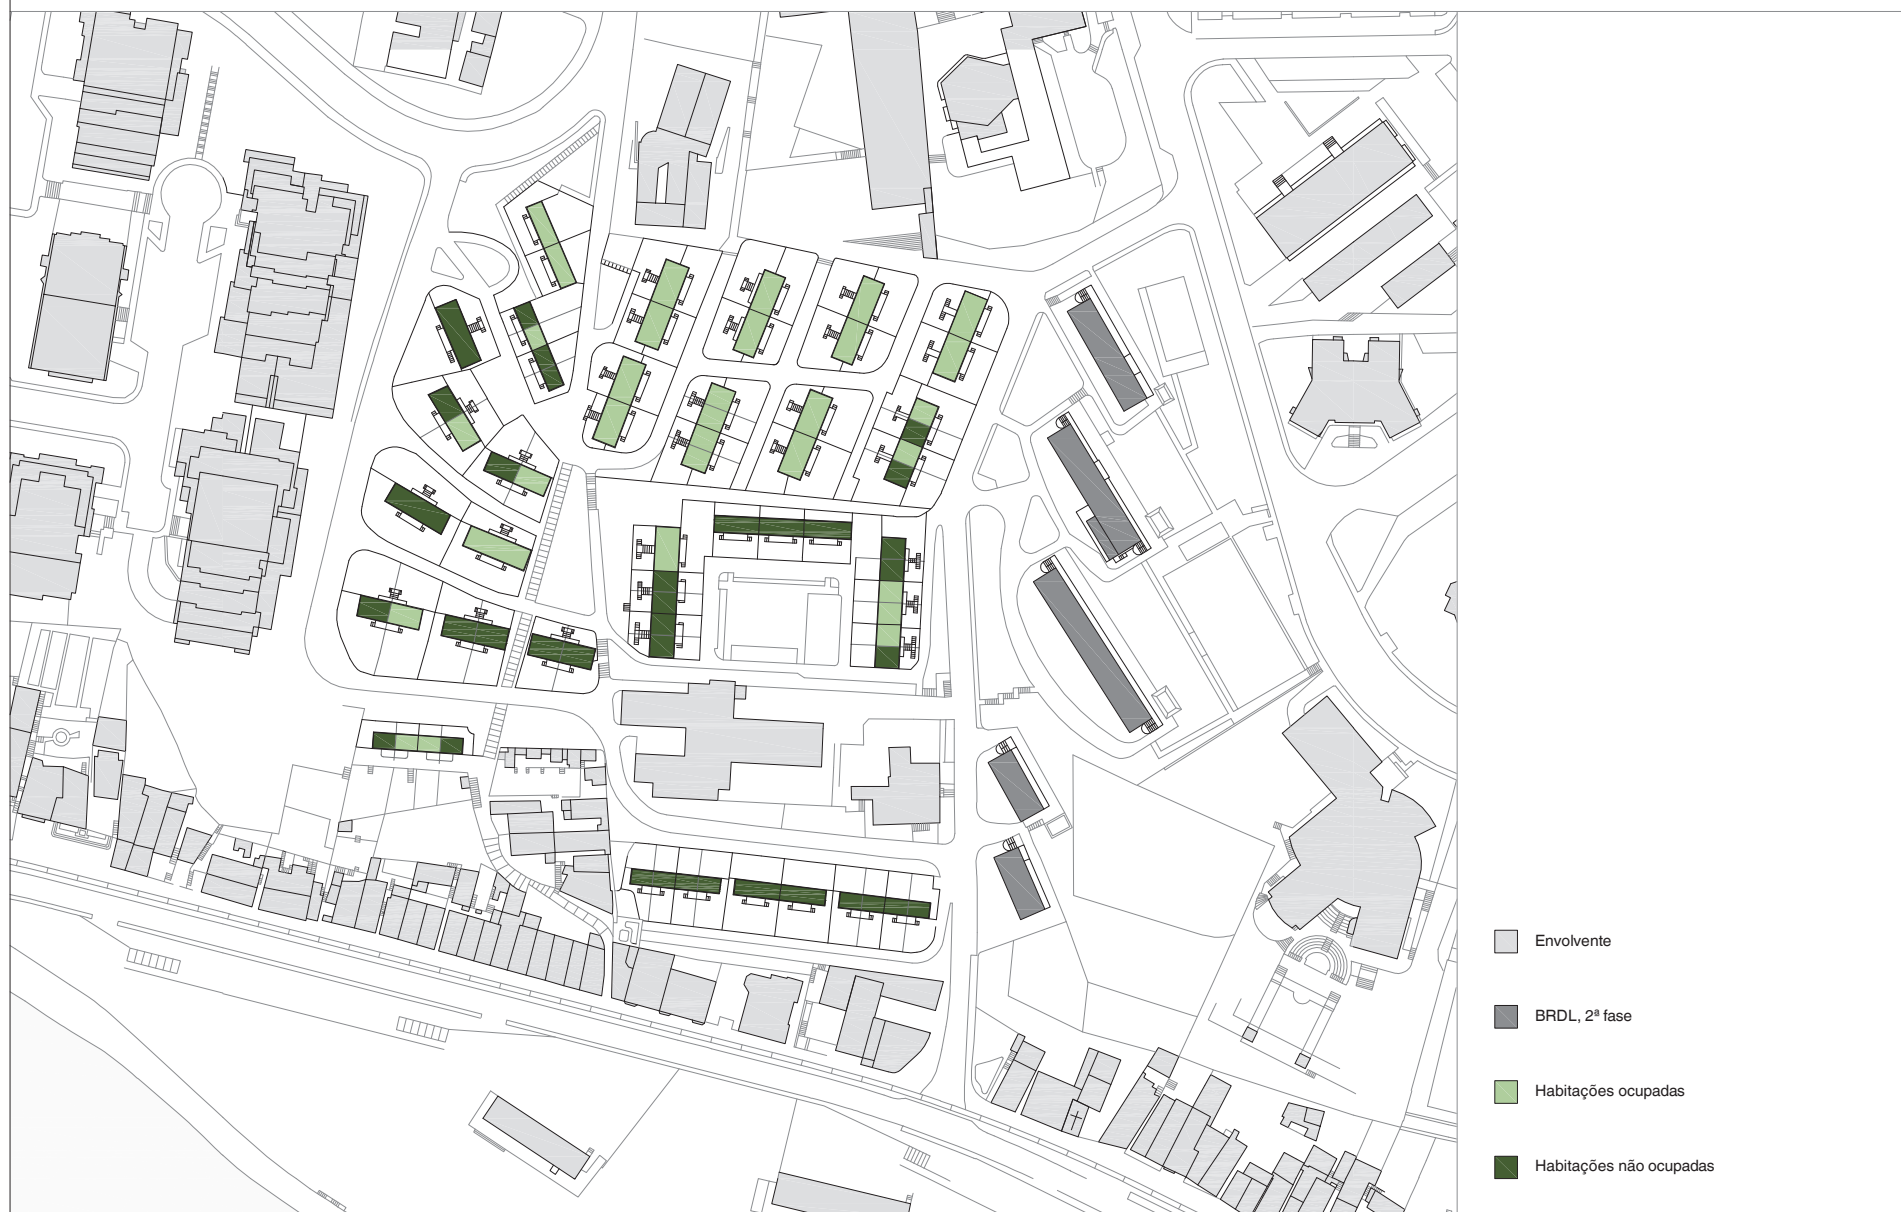 Envolvente
BRDL, 2ª fase
Habitações ocupadas
Habitações não ocupadas